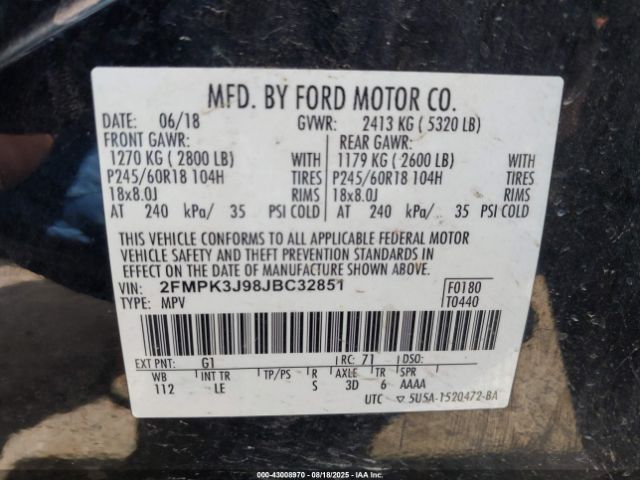 MFD. BY FORD MOTOR CO.
DATE: 06/18 GVWR: 2413 KG ( 5320 LB)
FRONT GAWR: REAR GAWR:
1270 KG ( 2800 LB) WITH 1179 KG ( 2600 LB) WITH
P245/60R18 104H TIRES P245/60R18 104H TIRES
18x8.0J RIMS 18x8.0J RIMS
AT 240 kPa/ 35 PSI COLD AT 240 kPa/ 35 PSI COLD
THIS VEHICLE CONFORMS TO ALL APPLICABLE FEDERAL MOTOR
VEHICLE SAFETY AND THEFT PREVENTION STANDARDS IN
EFFECT ON THE DATE OF MANUFACTURE SHOWN ABOVE.
VIN: 2FMPK3J98JBC32851 F0180
TYPE: MPV T0440
EXT PNT: G1 RC: 71 DSO:
WB INT TR TP/PS R AXLE TR SPR
112 LE S 3D 6 AAAA
UTC ▽ 5U5A-1520472-BA
000-43008970 - 08/18/2025 - IAA Inc.